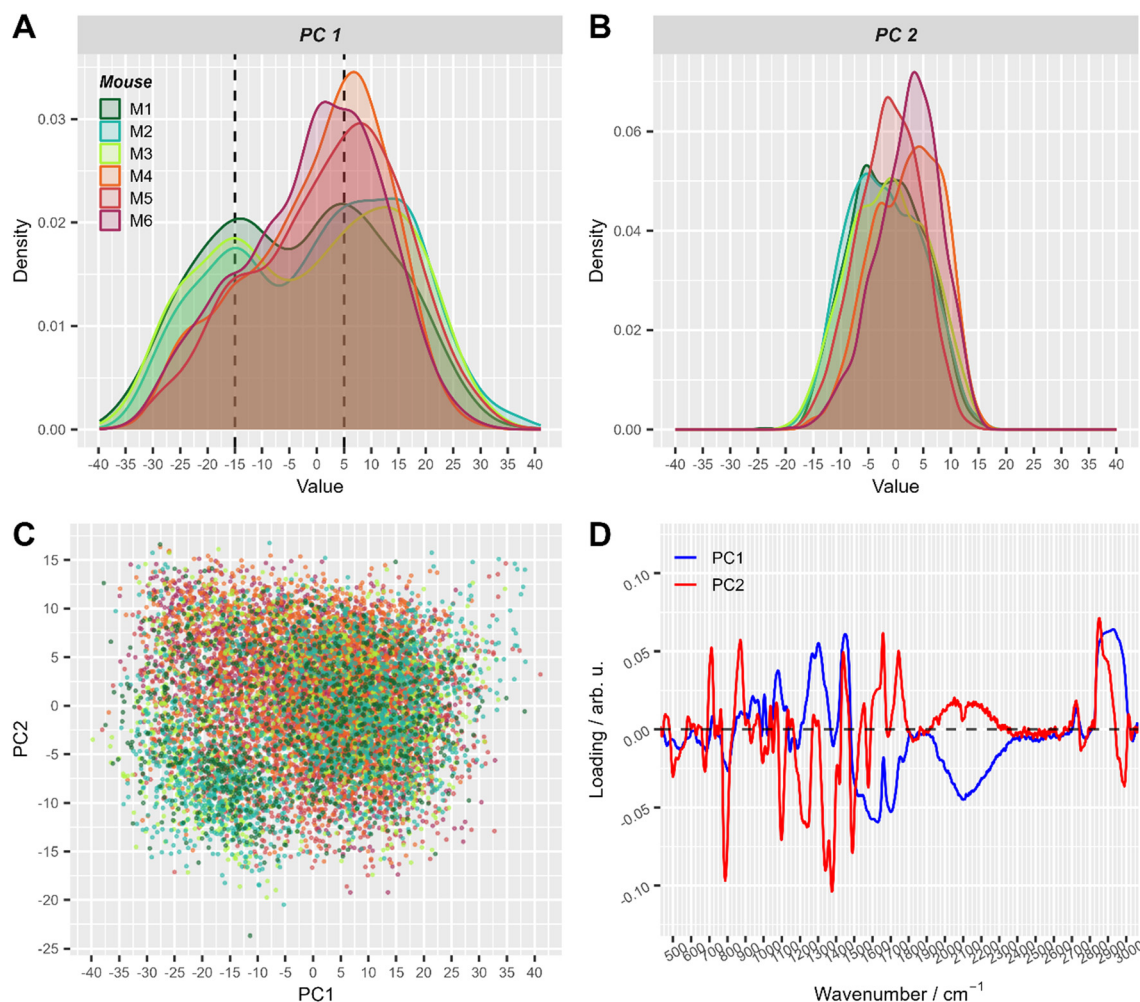 A
PC 1
Mouse
M1
M2
M3
M4
M5
M6
0.03
0.02
0.01
0.00
Density
-40 -35 -30 -25 -20 -15 -10 -5 0 5 10 15 20 25 30 35 40
Value
B
PC 2
0.06
0.04
0.02
0.00
Density
-40 -35 -30 -25 -20 -15 -10 -5 0 5 10 15 20 25 30 35 40
Value
C
15
10
5
0
-5
-10
-15
-20
-25
PC2
-40 -35 -30 -25 -20 -15 -10 -5 0 5 10 15 20 25 30 35 40
PC1
D
PC1
PC2
0.10
0.05
0.00
-0.05
-0.10
Loading / arb. u.
500 600 700 800 900 1000 1100 1200 1300 1400 1500 1600 1700 1800 1900 2000 2100 2200 2300 2400 2500 2600 2700 2800 2900 3000
Wavenumber / cm⁻¹